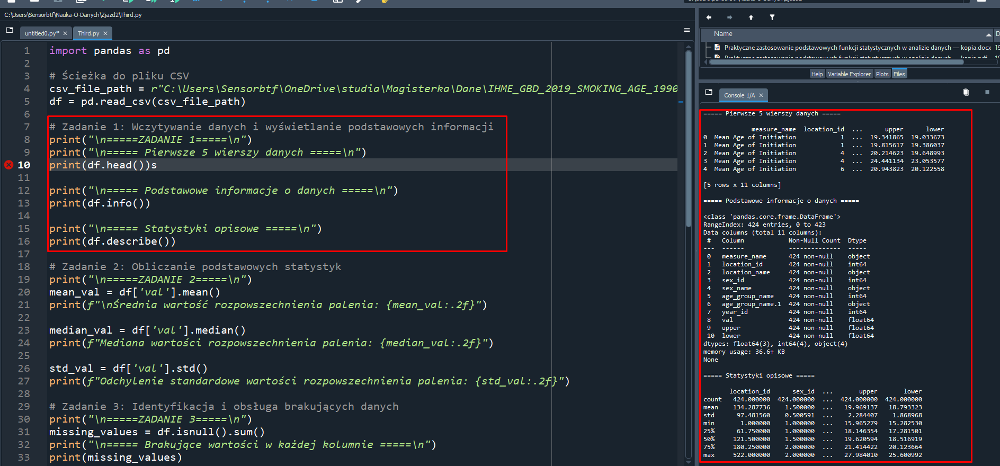 C:\Users\Sensorbtf\Nauka-O-Danych\Zjazd2\Third.py
untitled0.py*
Third.py
1 import pandas as pd
2
3 # Ścieżka do pliku CSV
4 csv_file_path = r"C:\Users\Sensorbtf\OneDrive\studia\Magisterka\Dane\IHME_GBD_2019_SMOKING_AGE_1990
5 df = pd.read_csv(csv_file_path)
6
7 # Zadanie 1: Wczytywanie danych i wyświetlanie podstawowych informacji
8 print("\n=====ZADANIE 1=====\n")
9 print("\n===== Pierwsze 5 wierszy danych =====\n")
10 print(df.head())s
11
12 print("\n===== Podstawowe informacje o danych =====\n")
13 print(df.info())
14
15 print("\n===== Statystyki opisowe =====\n")
16 print(df.describe())
17
18 # Zadanie 2: Obliczanie podstawowych statystyk
19 print("\n=====ZADANIE 2=====\n")
20 mean_val = df['val'].mean()
21 print(f"\nŚrednia wartość rozpowszechnienia palenia: {mean_val:.2f}")
22
23 median_val = df['val'].median()
24 print(f"Mediana wartości rozpowszechnienia palenia: {median_val:.2f}")
25
26 std_val = df['val'].std()
27 print(f"Odchylenie standardowe wartości rozpowszechnienia palenia: {std_val:.2f}")
28
29 # Zadanie 3: Identyfikacja i obsługa brakujących danych
30 print("\n=====ZADANIE 3=====\n")
31 missing_values = df.isnull().sum()
32 print("\n===== Brakujące wartości w każdej kolumnie =====\n")
33 print(missing_values)
Name D
Praktyczne zastosowanie podstawowych funkcji statystycznych w analizie danych — kopia.docx 19
Help Variable Explorer Plots Files
Console 1/A
===== Pierwsze 5 wierszy danych =====
measure_name location_id ... upper lower
0 Mean Age of Initiation 1 ... 19.341865 19.033673
1 Mean Age of Initiation 1 ... 19.815617 19.386037
2 Mean Age of Initiation 4 ... 20.214623 19.648993
3 Mean Age of Initiation 4 ... 24.441134 23.053577
4 Mean Age of Initiation 6 ... 20.943823 20.122558
[5 rows x 11 columns]
===== Podstawowe informacje o danych =====
<class 'pandas.core.frame.DataFrame'>
RangeIndex: 424 entries, 0 to 423
Data columns (total 11 columns):
# Column Non-Null Count Dtype
--- ------ -------------- -----
0 measure_name 424 non-null object
1 location_id 424 non-null int64
2 location_name 424 non-null object
3 sex_id 424 non-null int64
4 sex_name 424 non-null object
5 age_group_name 424 non-null int64
6 age_group_name.1 424 non-null object
7 year_id 424 non-null int64
8 val 424 non-null float64
9 upper 424 non-null float64
10 lower 424 non-null float64
dtypes: float64(3), int64(4), object(4)
memory usage: 36.6+ KB
None
===== Statystyki opisowe =====
location_id sex_id ... upper lower
count 424.000000 424.000000 ... 424.000000 424.000000
mean 134.287736 1.500000 ... 19.969137 18.793323
std 97.481560 0.500591 ... 2.284407 1.868968
min 1.000000 1.000000 ... 15.965279 15.282530
25% 61.750000 1.000000 ... 18.146354 17.281501
50% 121.500000 1.500000 ... 19.620594 18.516919
75% 180.250000 2.000000 ... 21.414422 20.123664
max 522.000000 2.000000 ... 27.984010 25.600992